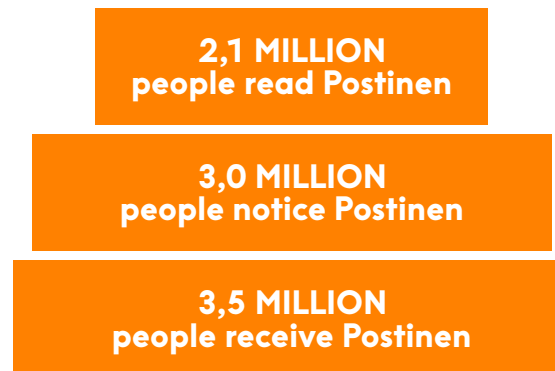 2,1 MILLION
people read Postinen
3,0 MILLION
people notice Postinen
3,5 MILLION
people receive Postinen